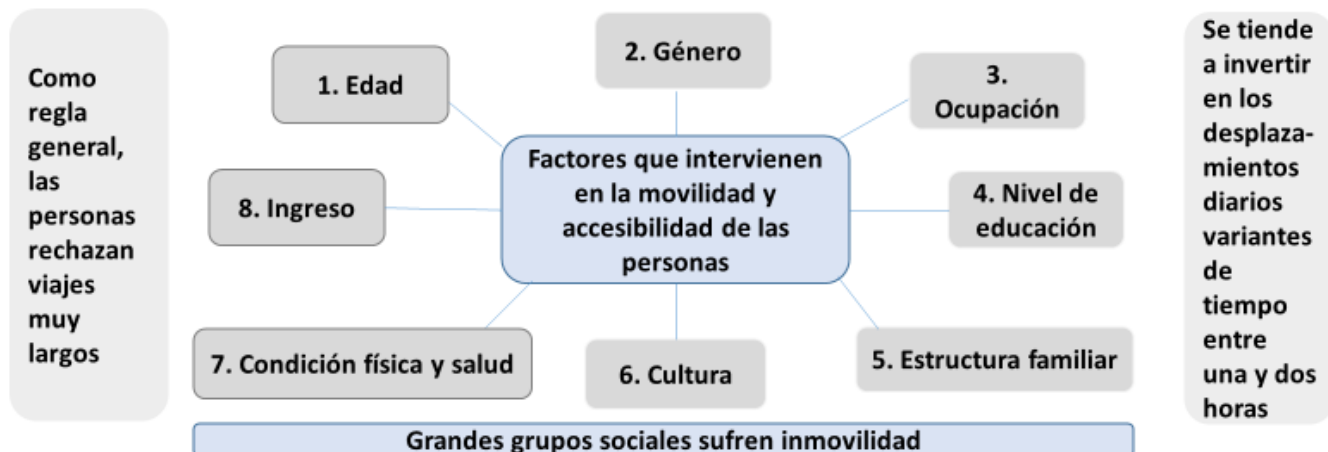 Como
regla
general,
las
personas
rechazan
viajes
muy
largos
1. Edad
2. Género
3.
Ocupación
8. Ingreso
Factores que intervienen
en la movilidad y
accesibilidad de las
personas
4. Nivel de
educación
7. Condición física y salud
6. Cultura
5. Estructura familiar
Grandes grupos sociales sufren inmovilidad
Se tiende
a invertir
en los
desplaza-
mientos
diarios
variantes
de
tiempo
entre
una y dos
horas